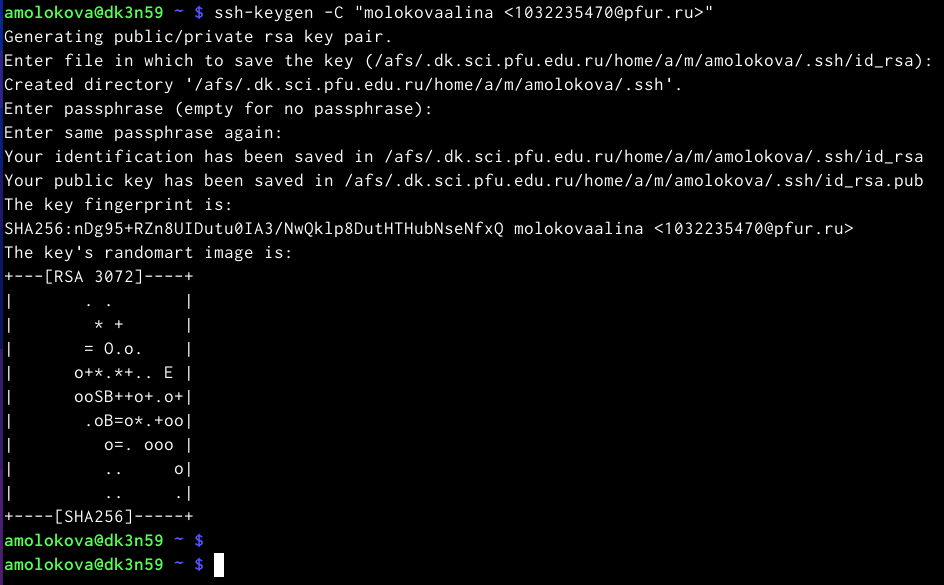 amolokova@dk3n59 ~ $ ssh-keygen -C "molokovaalina <1032235470@pfur.ru>"
Generating public/private rsa key pair.
Enter file in which to save the key (/afs/.dk.sci.pfu.edu.ru/home/a/m/amolokova/.ssh/id_rsa):
Created directory '/afs/.dk.sci.pfu.edu.ru/home/a/m/amolokova/.ssh'.
Enter passphrase (empty for no passphrase):
Enter same passphrase again:
Your identification has been saved in /afs/.dk.sci.pfu.edu.ru/home/a/m/amolokova/.ssh/id_rsa
Your public key has been saved in /afs/.dk.sci.pfu.edu.ru/home/a/m/amolokova/.ssh/id_rsa.pub
The key fingerprint is:
SHA256:nDg95+RZn8UIDutu0IA3/NwQklp8DutHTHubNseNfxQ molokovaalina <1032235470@pfur.ru>
The key's randomart image is:
+---[RSA 3072]----+
|       . .       |
|        * +      |
|       = O.o.    |
|      o+*.*+.. E |
|      ooSB++o+.o+|
|       .oB=o*.+oo|
|         o=. ooo |
|         ..     o|
|         ..     .|
+----[SHA256]-----+
amolokova@dk3n59 ~ $
amolokova@dk3n59 ~ $